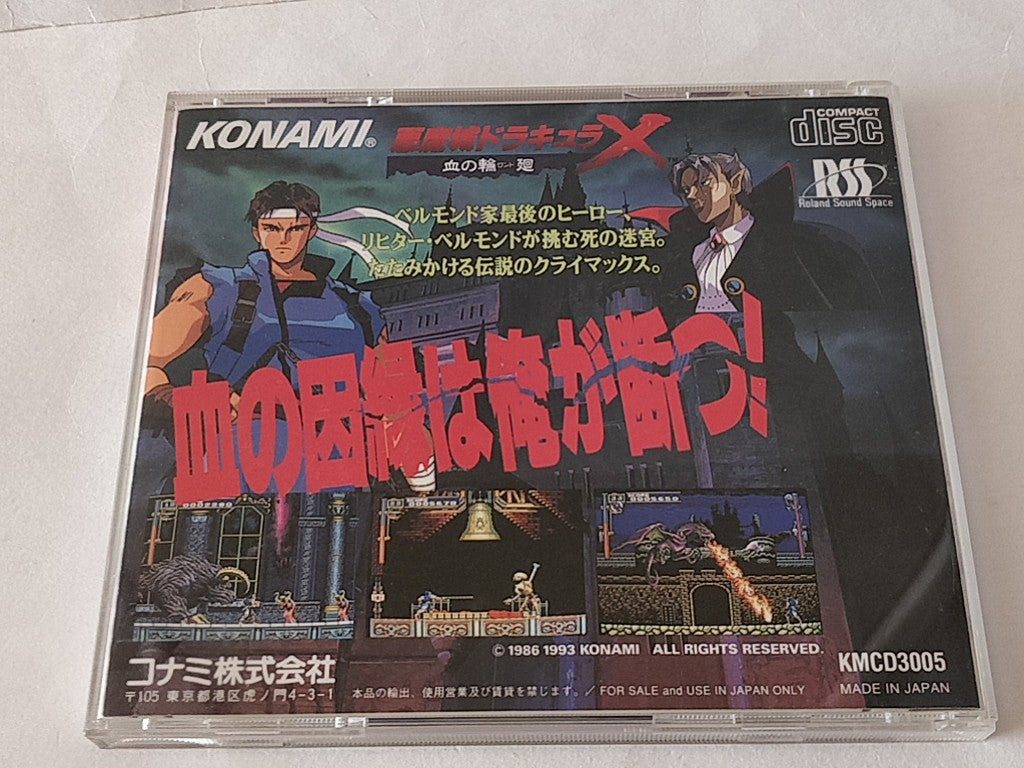 KONAMI®
悪魔城ドラキュラX
血の輪ロンド廻
COMPACT
disc
RSS
Roland Sound Space
ベルモンド家最後のヒーロー、
リヒター・ベルモンドが挑む死の迷宮。
たたみかける伝説のクライマックス。
血の因縁は俺が断つ!
0005670
0005650
© 1986 1993 KONAMI ALL RIGHTS RESERVED.
コナミ株式会社
〒105 東京都港区虎ノ門4-3-1
本品の輸出、使用営業及び賃貸を禁じます。／ FOR SALE and USE IN JAPAN ONLY
KMCD3005
MADE IN JAPAN